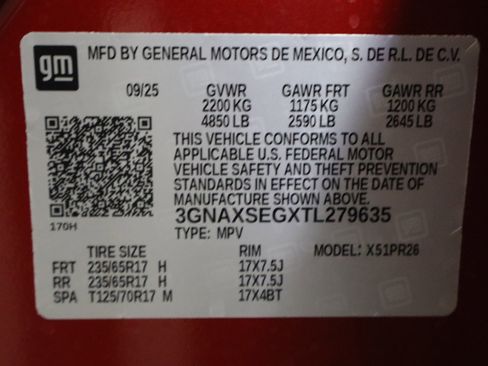 gm
MFD BY GENERAL MOTORS DE MEXICO, S. DE R.L. DE C.V.
09/25 GVWR GAWR FRT GAWR RR
2200 KG 1175 KG 1200 KG
4850 LB 2590 LB 2645 LB
THIS VEHICLE CONFORMS TO ALL
APPLICABLE U.S. FEDERAL MOTOR
VEHICLE SAFETY AND THEFT PREVENTION
STANDARDS IN EFFECT ON THE DATE OF
MANUFACTURE SHOWN ABOVE.
3GNAXSEGXTL279635
170H
TYPE: MPV
TIRE SIZE RIM MODEL: X51PR26
FRT 235/65R17 H 17X7.5J
RR 235/65R17 H 17X7.5J
SPA T125/70R17 M 17X4BT